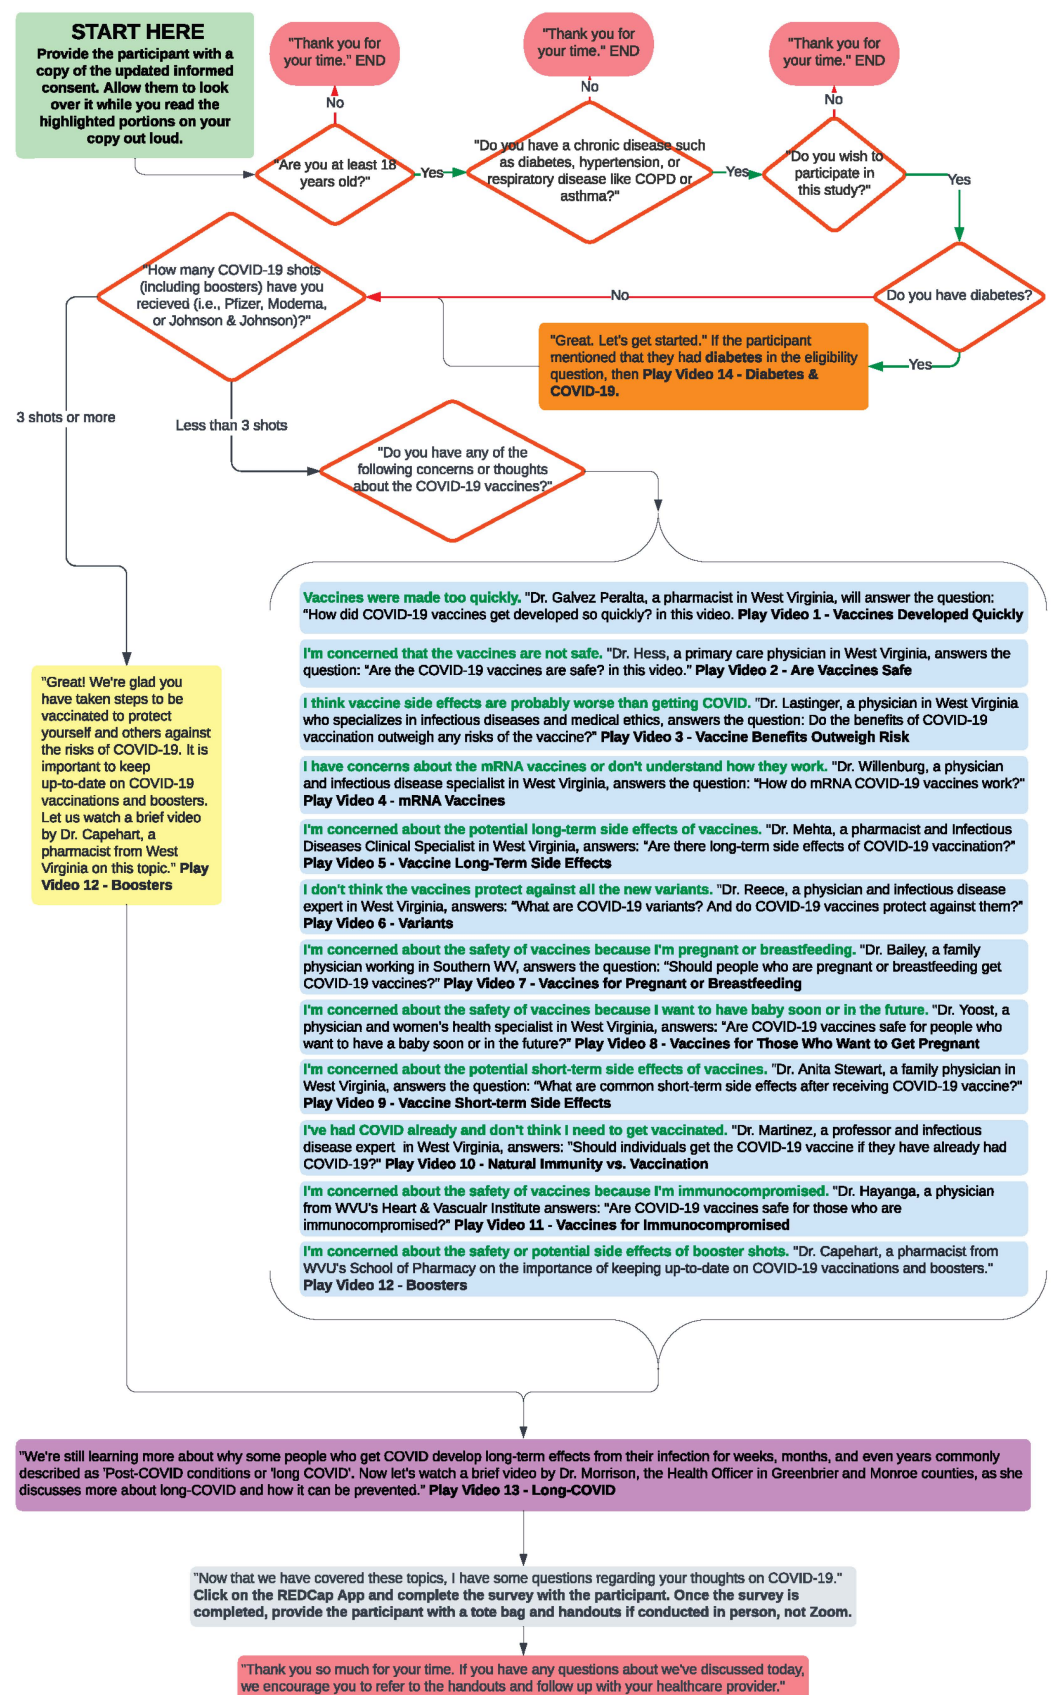 START HERE
Provide the participant with a
copy of the updated informed
consent. Allow them to look
over it while you read the
highlighted portions on your
copy out loud.
"Thank you for
your time." END
"Thank you for
your time." END
"Thank you for
your time." END
No
No
No
"Are you at least 18
years old?"
Yes
"Do you have a chronic disease such
as diabetes, hypertension, or
respiratory disease like COPD or
asthma?"
Yes
"Do you wish to
participate in
this study?"
Yes
"How many COVID-19 shots
(including boosters) have you
recieved (i.e., Pfizer, Moderna,
or Johnson & Johnson)?"
No
Do you have diabetes?
"Great. Let's get started." If the participant
mentioned that they had diabetes in the eligibility
question, then Play Video 14 - Diabetes &
COVID-19.
Yes
3 shots or more
Less than 3 shots
"Do you have any of the
following concerns or thoughts
about the COVID-19 vaccines?"
Vaccines were made too quickly. "Dr. Galvez Peralta, a pharmacist in West Virginia, will answer the question:
"How did COVID-19 vaccines get developed so quickly? in this video. Play Video 1 - Vaccines Developed Quickly
I'm concerned that the vaccines are not safe. "Dr. Hess, a primary care physician in West Virginia, answers the
question: "Are the COVID-19 vaccines are safe? in this video." Play Video 2 - Are Vaccines Safe
I think vaccine side effects are probably worse than getting COVID. "Dr. Lastinger, a physician in West Virginia
who specializes in infectious diseases and medical ethics, answers the question: Do the benefits of COVID-19
vaccination outweigh any risks of the vaccine?" Play Video 3 - Vaccine Benefits Outweigh Risk
I have concerns about the mRNA vaccines or don't understand how they work. "Dr. Willenburg, a physician
and infectious disease specialist in West Virginia, answers the question: "How do mRNA COVID-19 vaccines work?"
Play Video 4 - mRNA Vaccines
I'm concerned about the potential long-term side effects of vaccines. "Dr. Mehta, a pharmacist and Infectious
Diseases Clinical Specialist in West Virginia, answers: "Are there long-term side effects of COVID-19 vaccination?"
Play Video 5 - Vaccine Long-Term Side Effects
I don't think the vaccines protect against all the new variants. "Dr. Reece, a physician and infectious disease
expert in West Virginia, answers: "What are COVID-19 variants? And do COVID-19 vaccines protect against them?"
Play Video 6 - Variants
I'm concerned about the safety of vaccines because I'm pregnant or breastfeeding. "Dr. Bailey, a family
physician working in Southern WV, answers the question: "Should people who are pregnant or breastfeeding get
COVID-19 vaccines?" Play Video 7 - Vaccines for Pregnant or Breastfeeding
I'm concerned about the safety of vaccines because I want to have baby soon or in the future. "Dr. Yoost, a
physician and women's health specialist in West Virginia, answers: "Are COVID-19 vaccines safe for people who
want to have a baby soon or in the future?" Play Video 8 - Vaccines for Those Who Want to Get Pregnant
I'm concerned about the potential short-term side effects of vaccines. "Dr. Anita Stewart, a family physician in
West Virginia, answers the question: "What are common short-term side effects after receiving COVID-19 vaccine?"
Play Video 9 - Vaccine Short-term Side Effects
I've had COVID already and don't think I need to get vaccinated. "Dr. Martinez, a professor and infectious
disease expert in West Virginia, answers: "Should individuals get the COVID-19 vaccine if they have already had
COVID-19?" Play Video 10 - Natural Immunity vs. Vaccination
I'm concerned about the safety of vaccines because I'm immunocompromised. "Dr. Hayanga, a physician
from WVU's Heart & Vascualr Institute answers: "Are COVID-19 vaccines safe for those who are
immunocompromised?" Play Video 11 - Vaccines for Immunocompromised
I'm concerned about the safety or potential side effects of booster shots. "Dr. Capehart, a pharmacist from
WVU's School of Pharmacy on the importance of keeping up-to-date on COVID-19 vaccinations and boosters."
Play Video 12 - Boosters
"Great! We're glad you
have taken steps to be
vaccinated to protect
yourself and others against
the risks of COVID-19. It is
important to keep
up-to-date on COVID-19
vaccinations and boosters.
Let us watch a brief video
by Dr. Capehart, a
pharmacist from West
Virginia on this topic." Play
Video 12 - Boosters
"We're still learning more about why some people who get COVID develop long-term effects from their infection for weeks, months, and even years commonly
described as 'Post-COVID conditions or 'long COVID'. Now let's watch a brief video by Dr. Morrison, the Health Officer in Greenbrier and Monroe counties, as she
discusses more about long-COVID and how it can be prevented." Play Video 13 - Long-COVID
"Now that we have covered these topics, I have some questions regarding your thoughts on COVID-19."
Click on the REDCap App and complete the survey with the participant. Once the survey is
completed, provide the participant with a tote bag and handouts if conducted in person, not Zoom.
"Thank you so much for your time. If you have any questions about we've discussed today,
we encourage you to refer to the handouts and follow up with your healthcare provider."